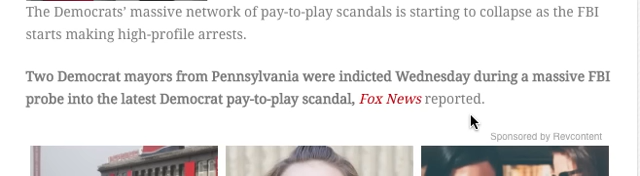 The Democrats’ massive network of pay-to-play scandals is starting to collapse as the FBI
starts making high-profile arrests.
Two Democrat mayors from Pennsylvania were indicted Wednesday during a massive FBI
probe into the latest Democrat pay-to-play scandal, Fox News reported.
Sponsored by Revcontent